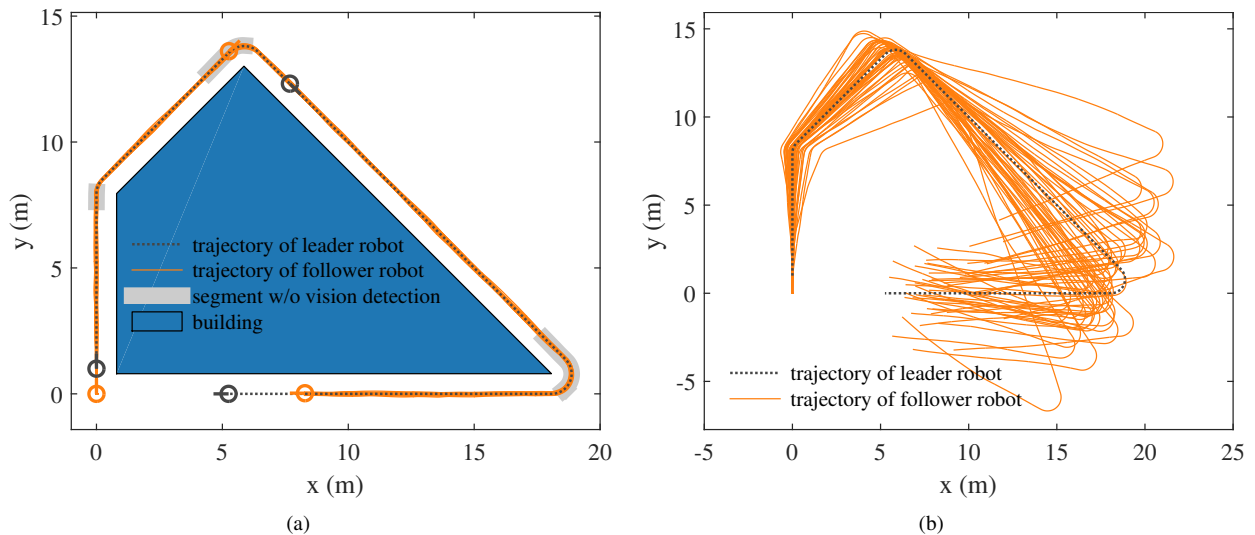 15
10
5
0
y (m)
trajectory of leader robot
trajectory of follower robot
segment w/o vision detection
building
0
5
10
15
20
x (m)
(a)
15
10
5
0
-5
y (m)
trajectory of leader robot
trajectory of follower robot
-5
0
5
10
15
20
25
x (m)
(b)